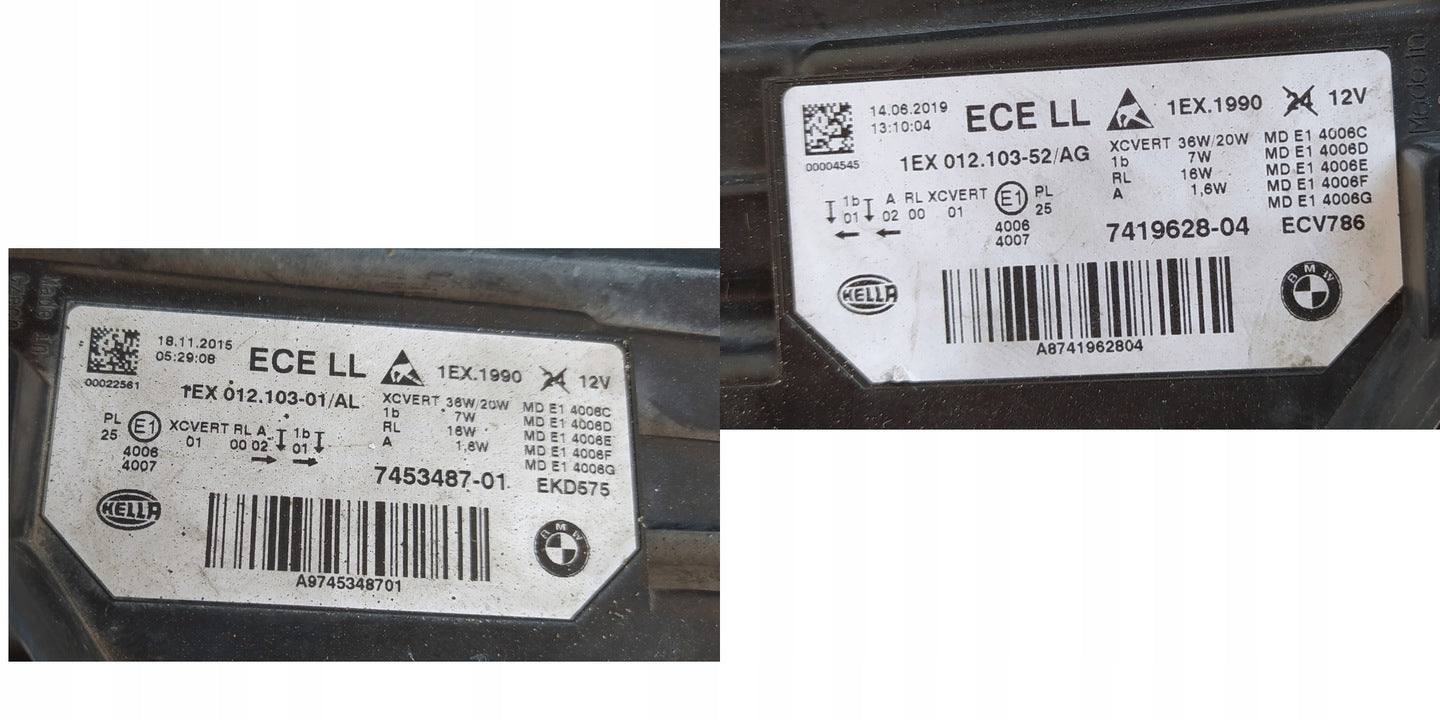 18.11.2015
05:29:08
ECE LL
1EX.1990
24 12V
00022561
1EX 012.103-01/AL
XCVERT 36W/20W
1b 7W
RL 16W
A 1,6W
MD E1 4006C
MD E1 4006D
MD E1 4006E
MD E1 4006F
MD E1 4006G
PL
25
E1
XCVERT RL A 1b
01 00 02 01
4006
4007
7453487-01
EKD575
HELLA
BMW
A9745348701
14.06.2019
13:10:04
ECE LL
1EX.1990
24 12V
00004545
1EX 012.103-52/AG
XCVERT 36W/20W
1b 7W
RL 16W
A 1,6W
MD E1 4006C
MD E1 4006D
MD E1 4006E
MD E1 4006F
MD E1 4006G
1b A RL XCVERT
01 02 00 01
E1
PL
25
4006
4007
7419628-04
ECV786
HELLA
BMW
A8741962804
Made in